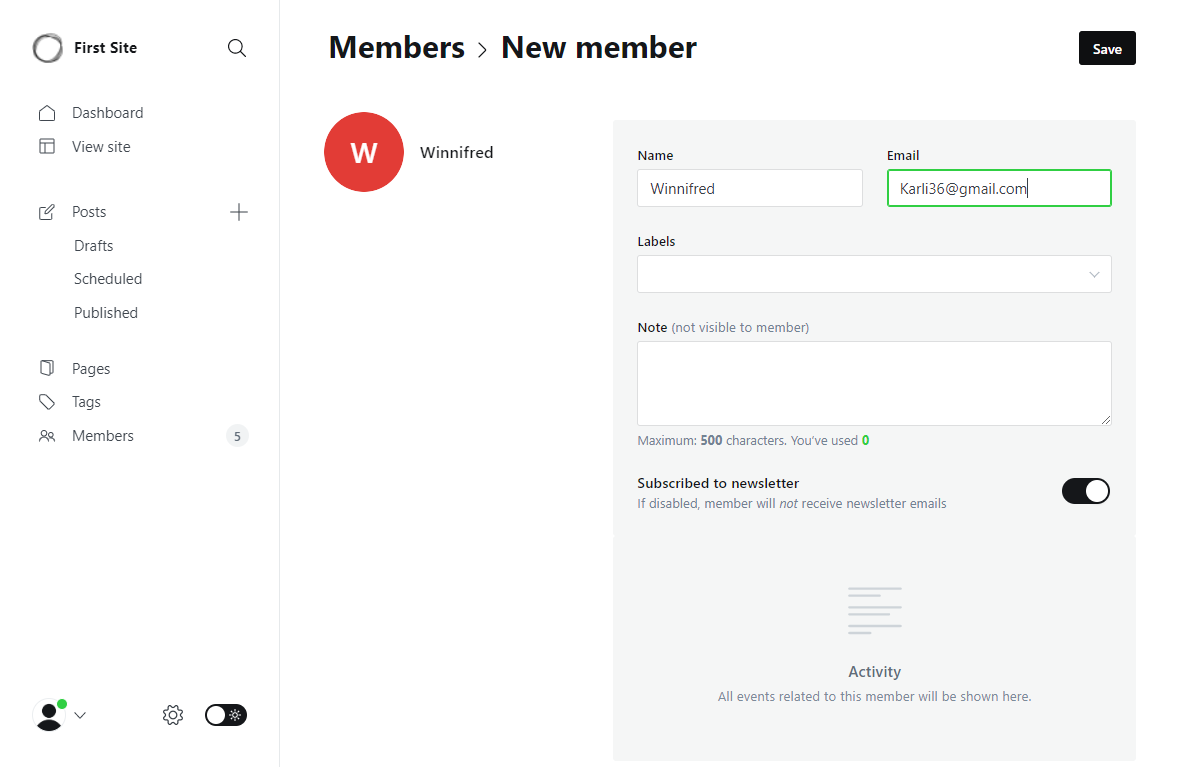 First Site
Dashboard
View site
Posts
Drafts
Scheduled
Published
Pages
Tags
Members 5
Members > New member
Save
W Winnifred
Name Email
Winnifred Karli36@gmail.com
Labels
Note (not visible to member)
Maximum: 500 characters. You've used 0
Subscribed to newsletter
If disabled, member will not receive newsletter emails
Activity
All events related to this member will be shown here.